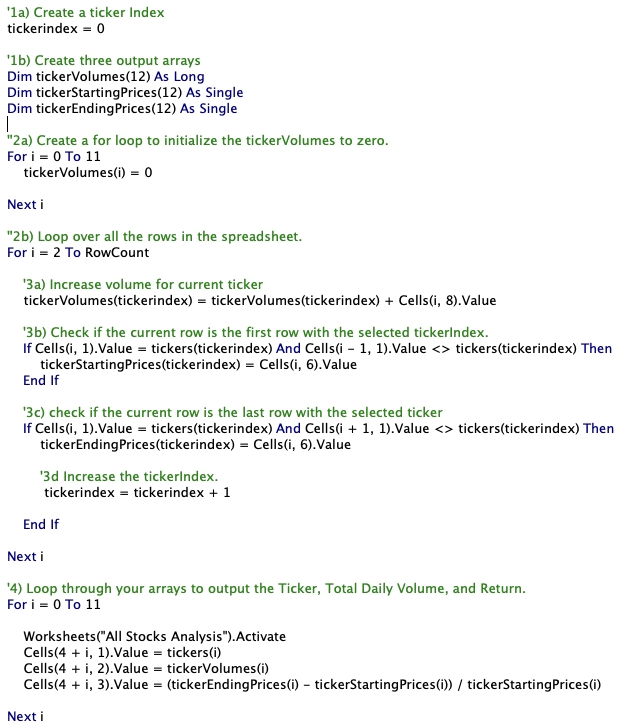 '1a) Create a ticker Index
tickerindex = 0
'1b) Create three output arrays
Dim tickerVolumes(12) As Long
Dim tickerStartingPrices(12) As Single
Dim tickerEndingPrices(12) As Single
''2a) Create a for loop to initialize the tickerVolumes to zero.
For i = 0 To 11
tickerVolumes(i) = 0
Next i
''2b) Loop over all the rows in the spreadsheet.
For i = 2 To RowCount
'3a) Increase volume for current ticker
tickerVolumes(tickerindex) = tickerVolumes(tickerindex) + Cells(i, 8).Value
'3b) Check if the current row is the first row with the selected tickerIndex.
If Cells(i, 1).Value = tickers(tickerindex) And Cells(i - 1, 1).Value <> tickers(tickerindex) Then
tickerStartingPrices(tickerindex) = Cells(i, 6).Value
End If
'3c) check if the current row is the last row with the selected ticker
If Cells(i, 1).Value = tickers(tickerindex) And Cells(i + 1, 1).Value <> tickers(tickerindex) Then
tickerEndingPrices(tickerindex) = Cells(i, 6).Value
'3d Increase the tickerIndex.
tickerindex = tickerindex + 1
End If
Next i
'4) Loop through your arrays to output the Ticker, Total Daily Volume, and Return.
For i = 0 To 11
Worksheets("All Stocks Analysis").Activate
Cells(4 + i, 1).Value = tickers(i)
Cells(4 + i, 2).Value = tickerVolumes(i)
Cells(4 + i, 3).Value = (tickerEndingPrices(i) - tickerStartingPrices(i)) / tickerStartingPrices(i)
Next i